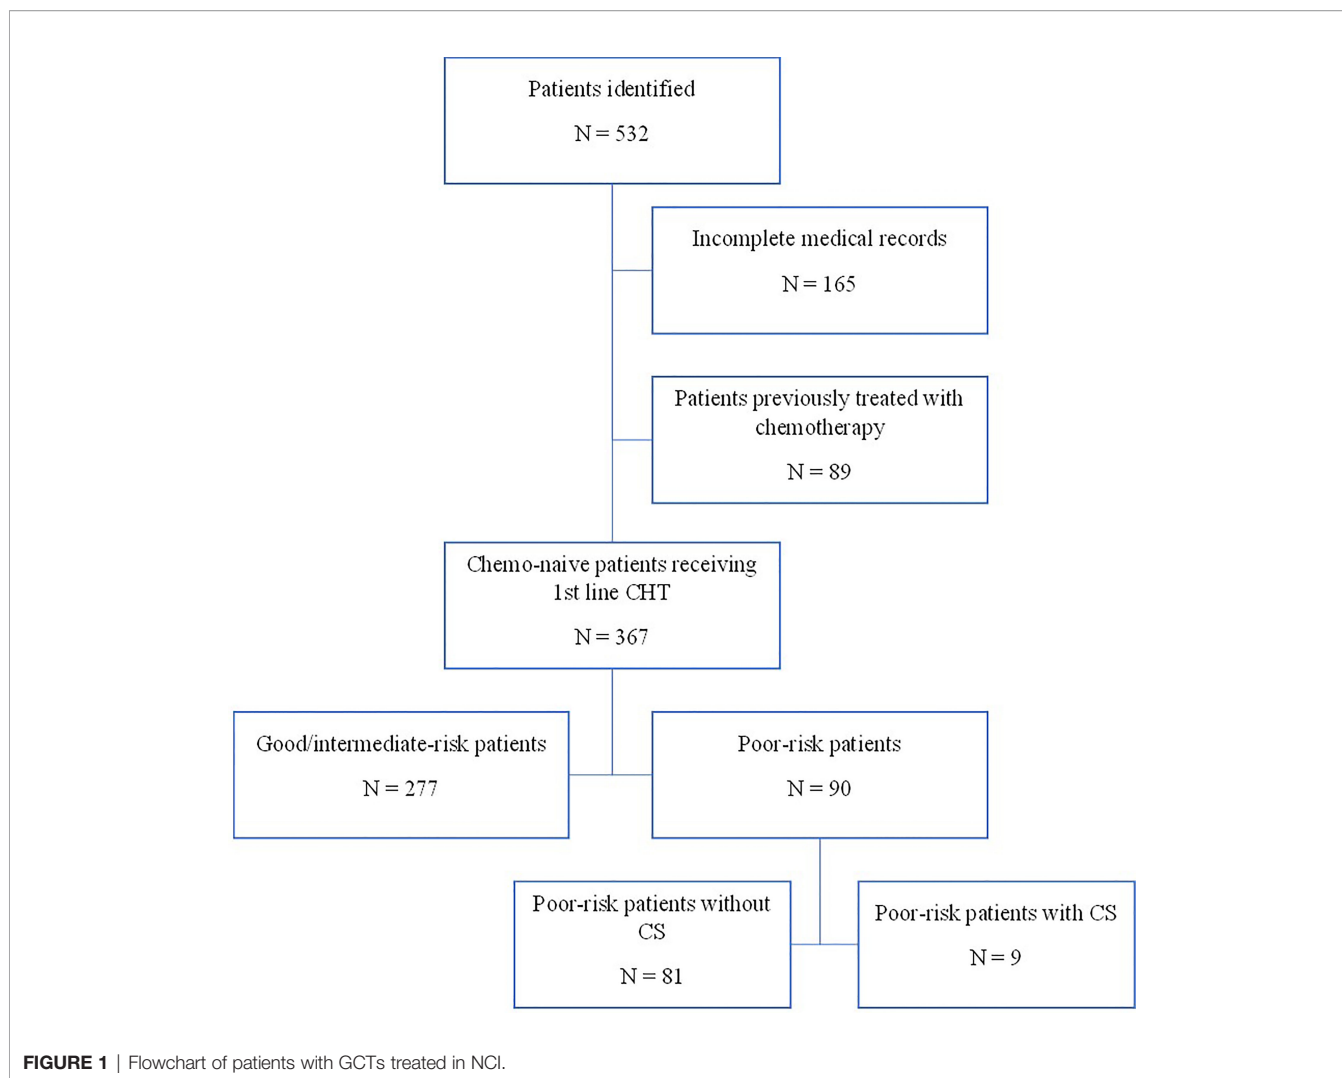 Patients identified
N = 532
Incomplete medical records
N = 165
Patients previously treated with
chemotherapy
N = 89
Chemo-naive patients receiving
1st line CHT
N = 367
Good/intermediate-risk patients
N = 277
Poor-risk patients
N = 90
Poor-risk patients without
CS
N = 81
Poor-risk patients with CS
N = 9
FIGURE 1 | Flowchart of patients with GCTs treated in NCI.